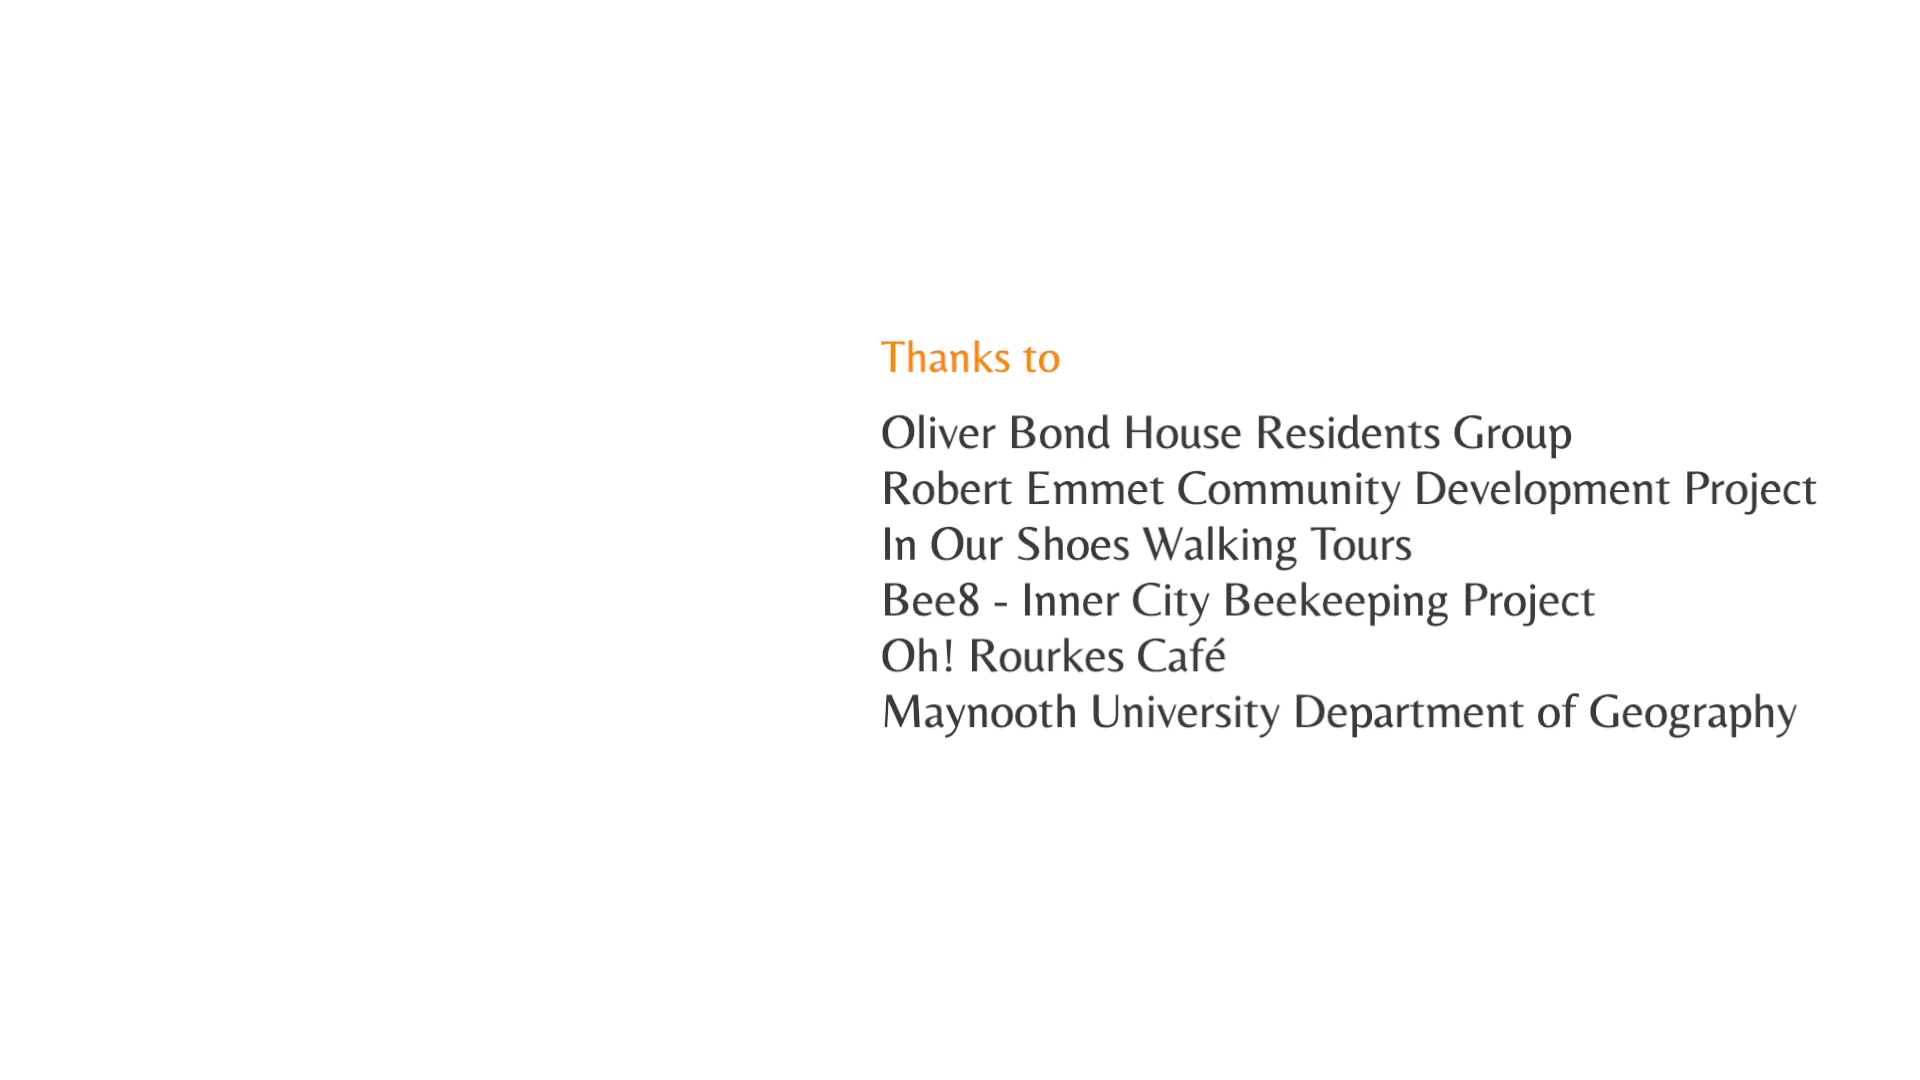 Thanks to
Oliver Bond House Residents Group
Robert Emmet Community Development Project
In Our Shoes Walking Tours
Bee8 - Inner City Beekeeping Project
Oh! Rourkes Café
Maynooth University Department of Geography